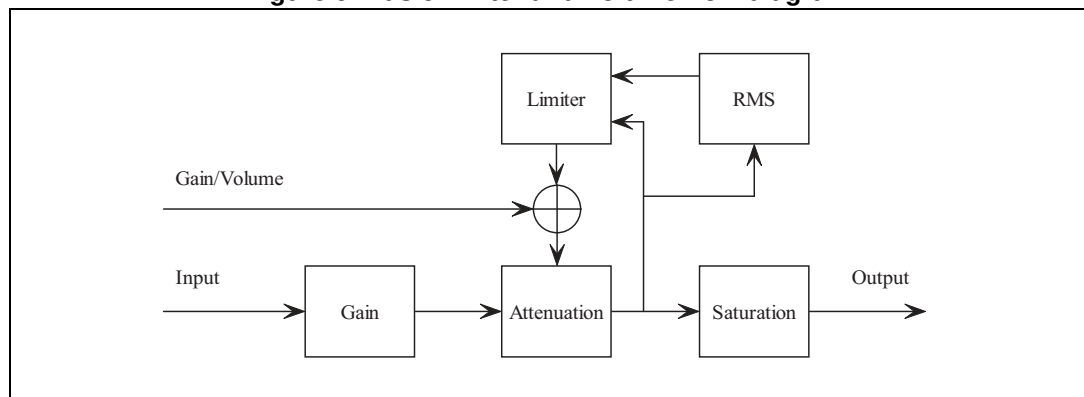 Limiter
RMS
Gain/Volume
Input
Output
Gain
Attenuation
Saturation